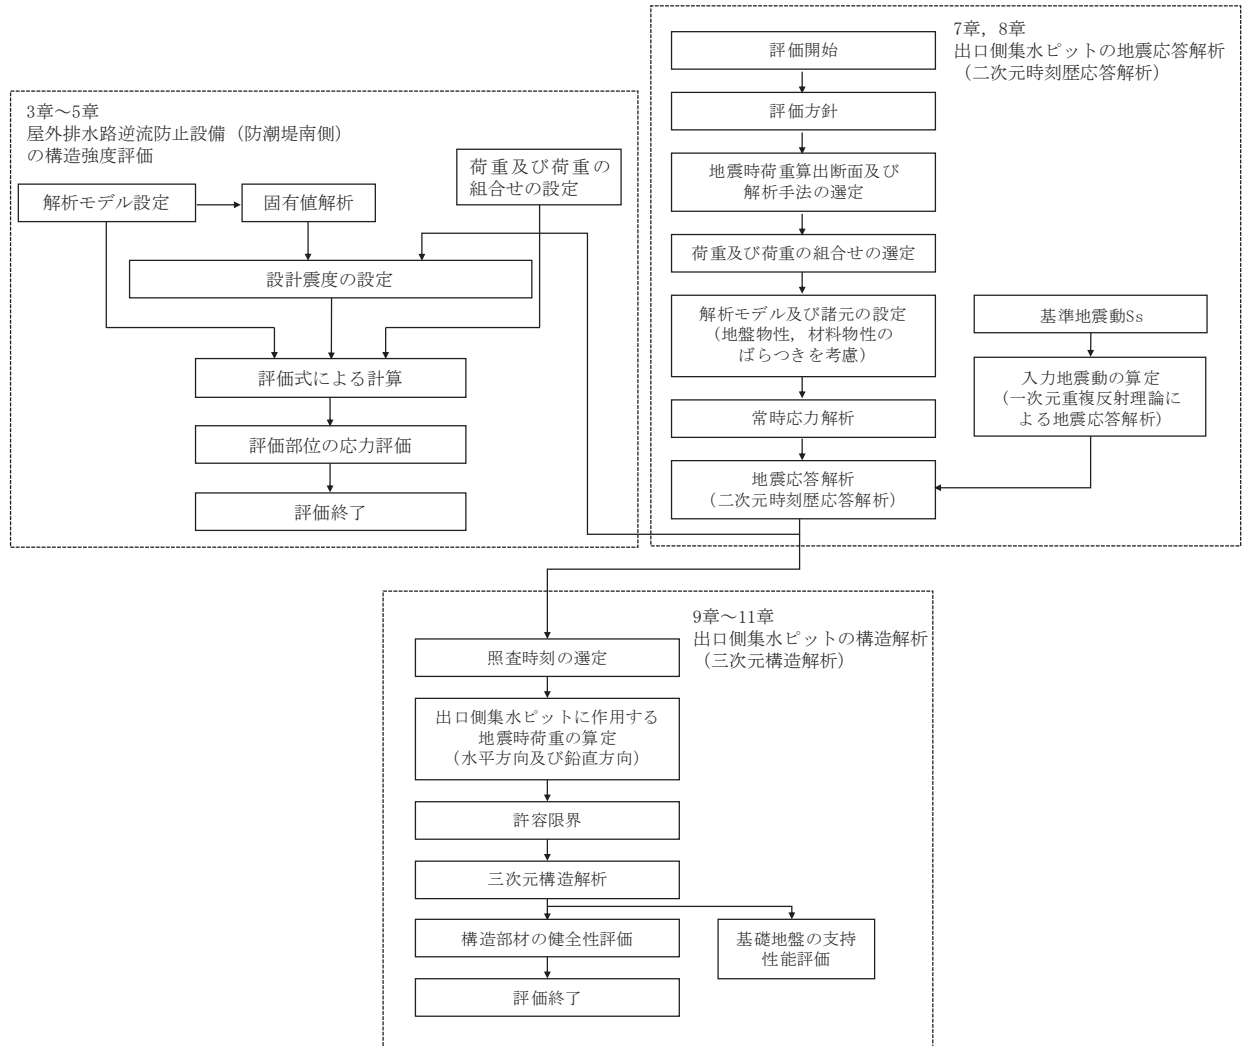 3章～5章
屋外排水路逆流防止設備（防潮堤南側）
の構造強度評価
荷重及び荷重の
組合せの設定
解析モデル設定
固有値解析
設計震度の設定
評価式による計算
評価部位の応力評価
評価終了
7章，8章
出口側集水ピットの地震応答解析
（二次元時刻歴応答解析）
評価開始
評価方針
地震時荷重算出断面及び
解析手法の選定
荷重及び荷重の組合せの選定
解析モデル及び諸元の設定
（地盤物性，材料物性の
ばらつきを考慮）
常時応力解析
地震応答解析
（二次元時刻歴応答解析）
基準地震動Ss
入力地震動の算定
（一次元重複反射理論に
よる地震応答解析）
9章～11章
出口側集水ピットの構造解析
（三次元構造解析）
照査時刻の選定
出口側集水ピットに作用する
地震時荷重の算定
（水平方向及び鉛直方向）
許容限界
三次元構造解析
構造部材の健全性評価
基礎地盤の支持
性能評価
評価終了